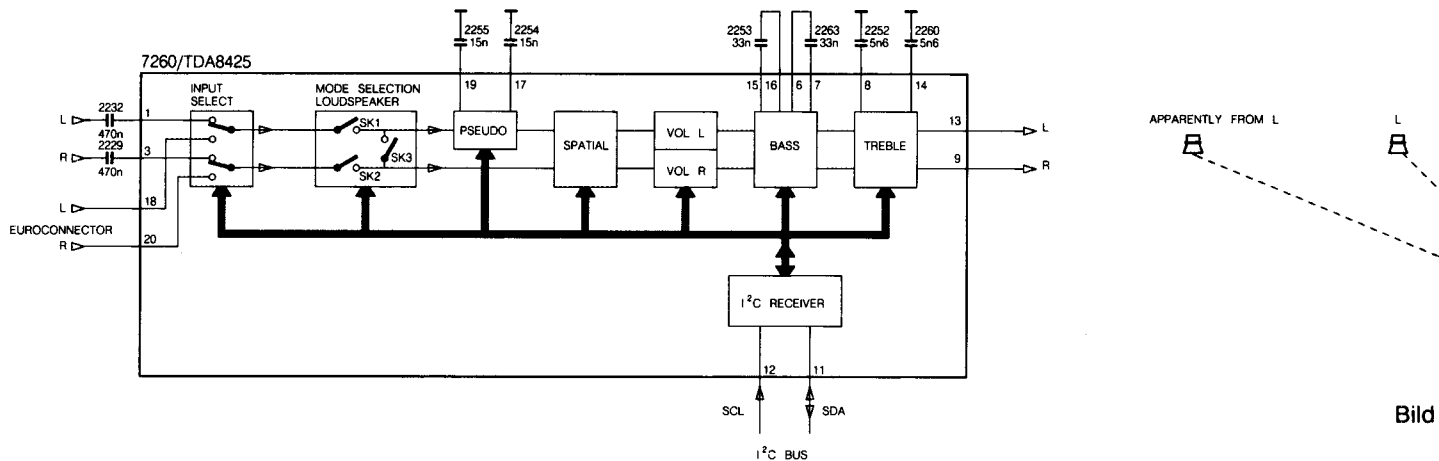 2255
15n
2254
15n
2253
33n
2263
33n
2252
5n6
2260
5n6
7260/TDA8425
19
17
15
16
6
7
8
14
INPUT
SELECT
MODE SELECTION
LOUDSPEAKER
L
2232
470n
1
SK1
PSEUDO
SPATIAL
VOL L
VOL R
BASS
TREBLE
13
L
R
2229
470n
3
SK3
SK2
9
R
L
18
EUROCONNECTOR
R
20
I²C RECEIVER
12
11
SCL
SDA
I²C BUS
APPARENTLY FROM L
L
Bild